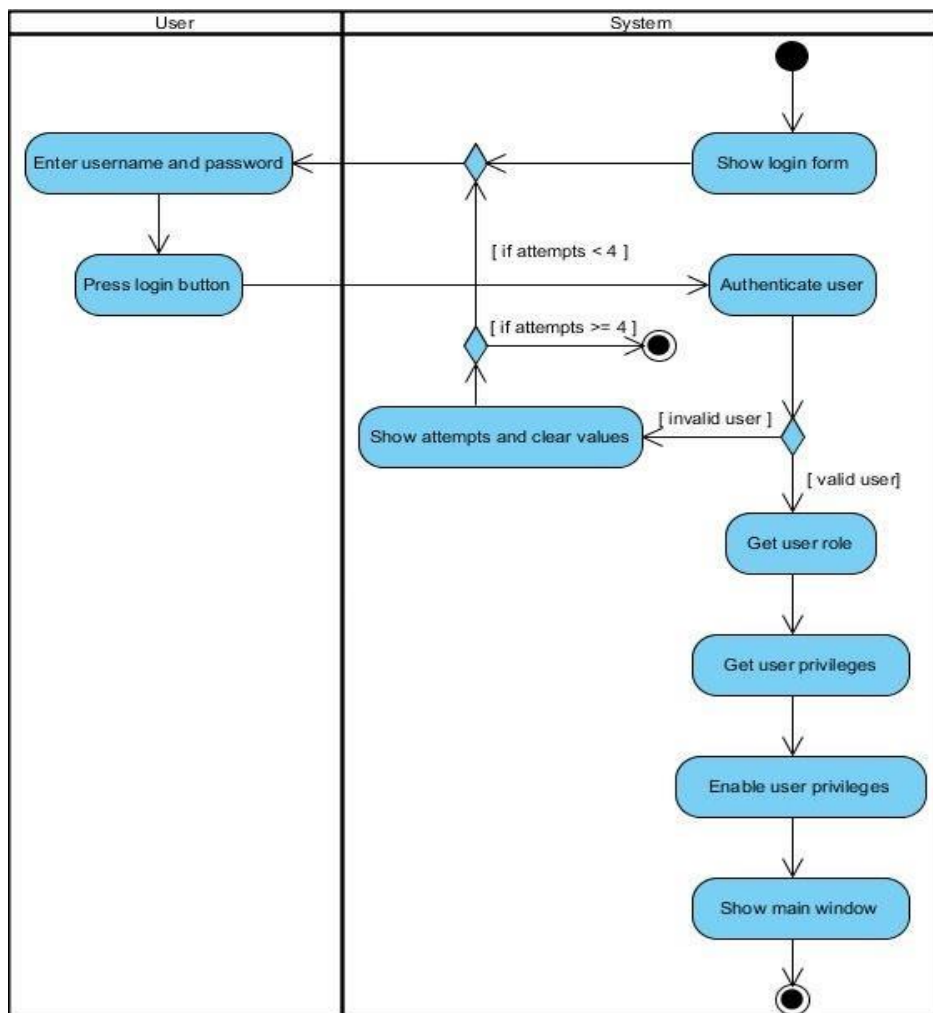 User
System
Enter username and password
Show login form
[ if attempts < 4 ]
Press login button
Authenticate user
[ if attempts >= 4 ]
Show attempts and clear values
[ invalid user ]
[ valid user]
Get user role
Get user privileges
Enable user privileges
Show main window